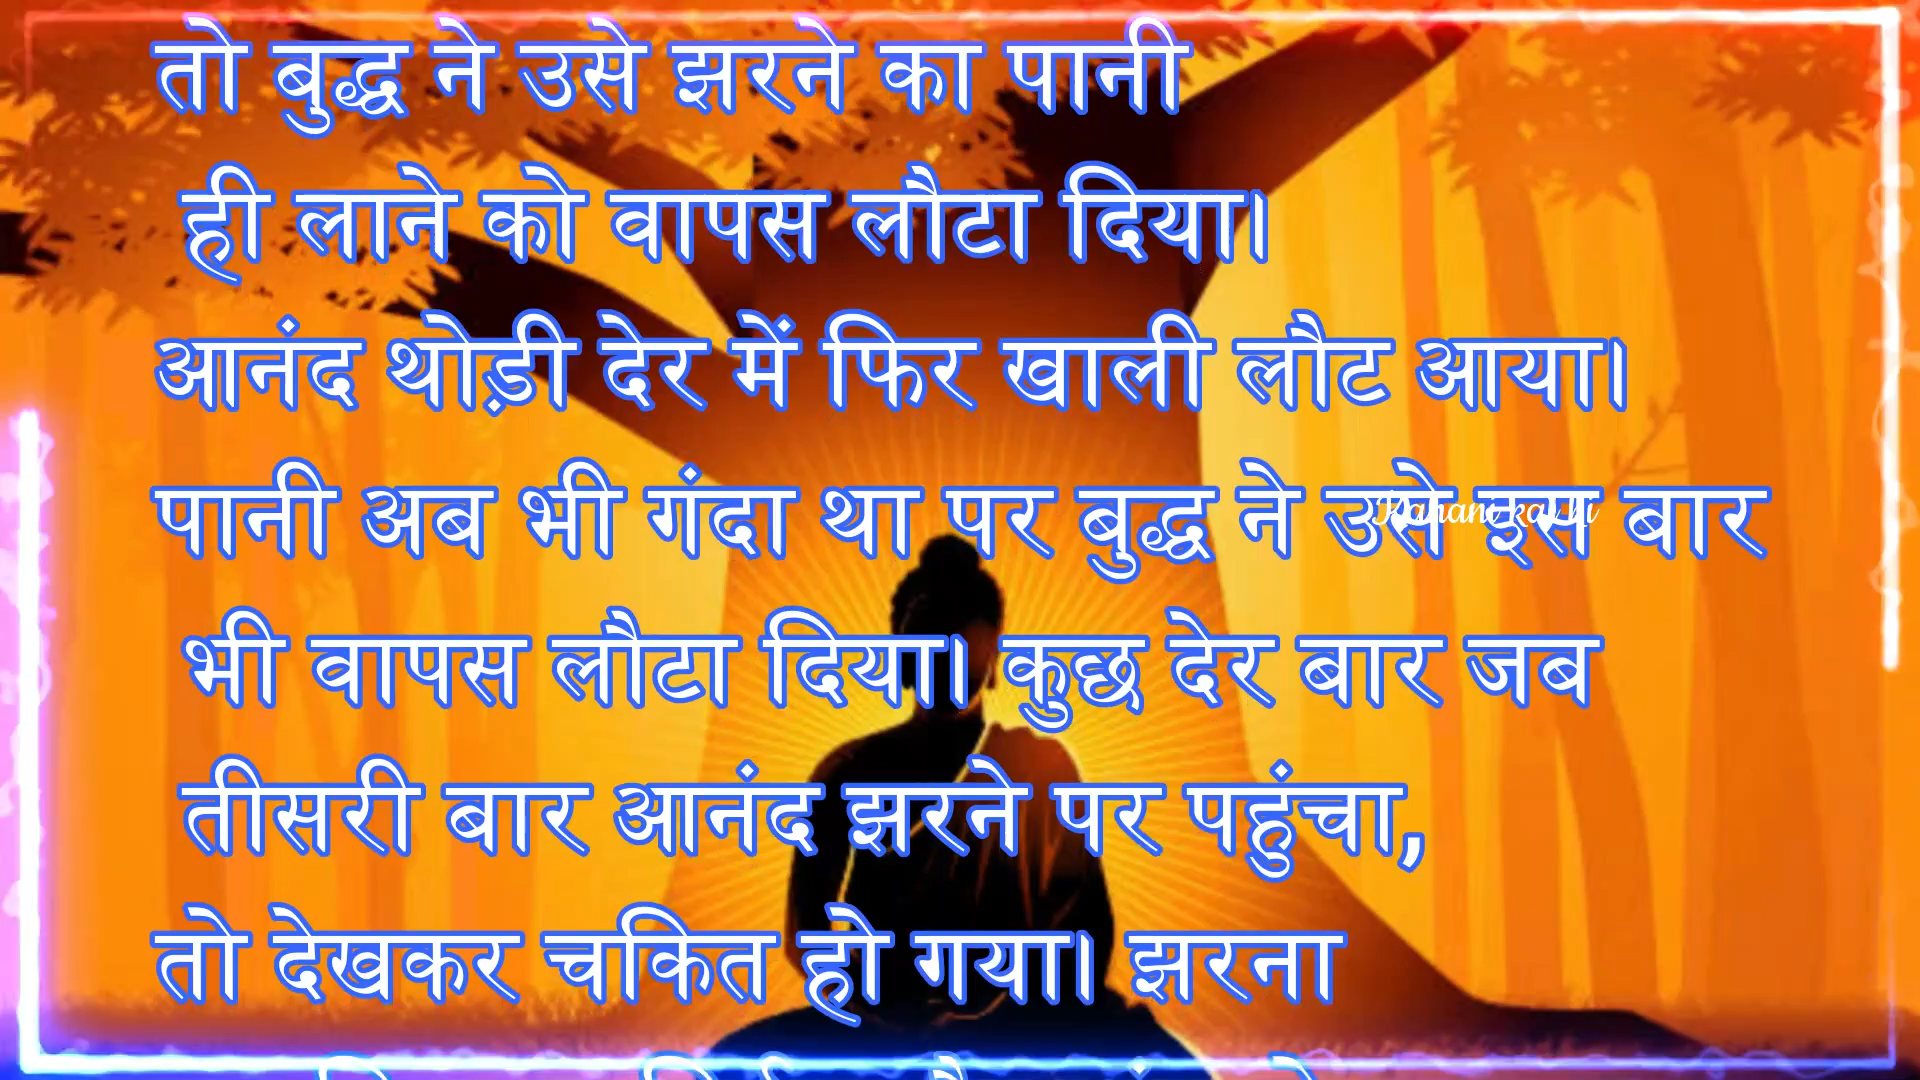 तो बुद्ध ने उसे झरने का पानी
ही लाने को वापस लौटा दिया।
आनंद थोड़ी देर में फिर खाली लौट आया।
पानी अब भी गंदा था पर बुद्ध ने उसे इस बार
भी वापस लौटा दिया। कुछ देर बार जब
तीसरी बार आनंद झरने पर पहुंचा,
तो देखकर चकित हो गया। झरना